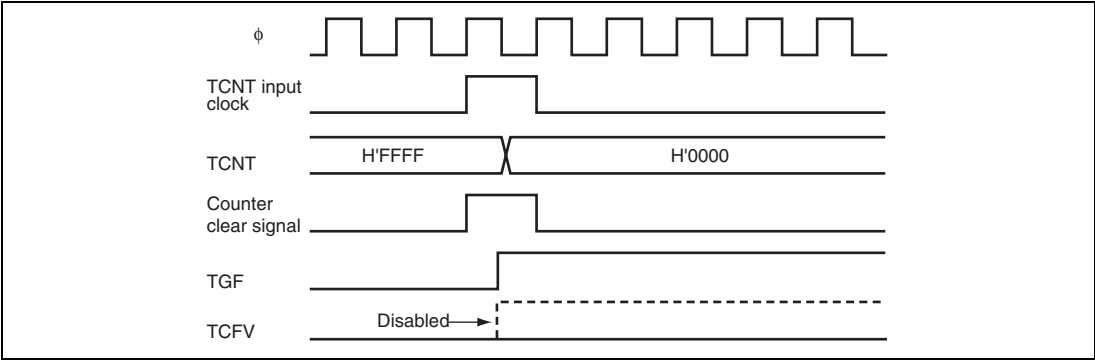 ϕ
TCNT input
clock
TCNT
H'FFFF
H'0000
Counter
clear signal
TGF
Disabled
TCFV